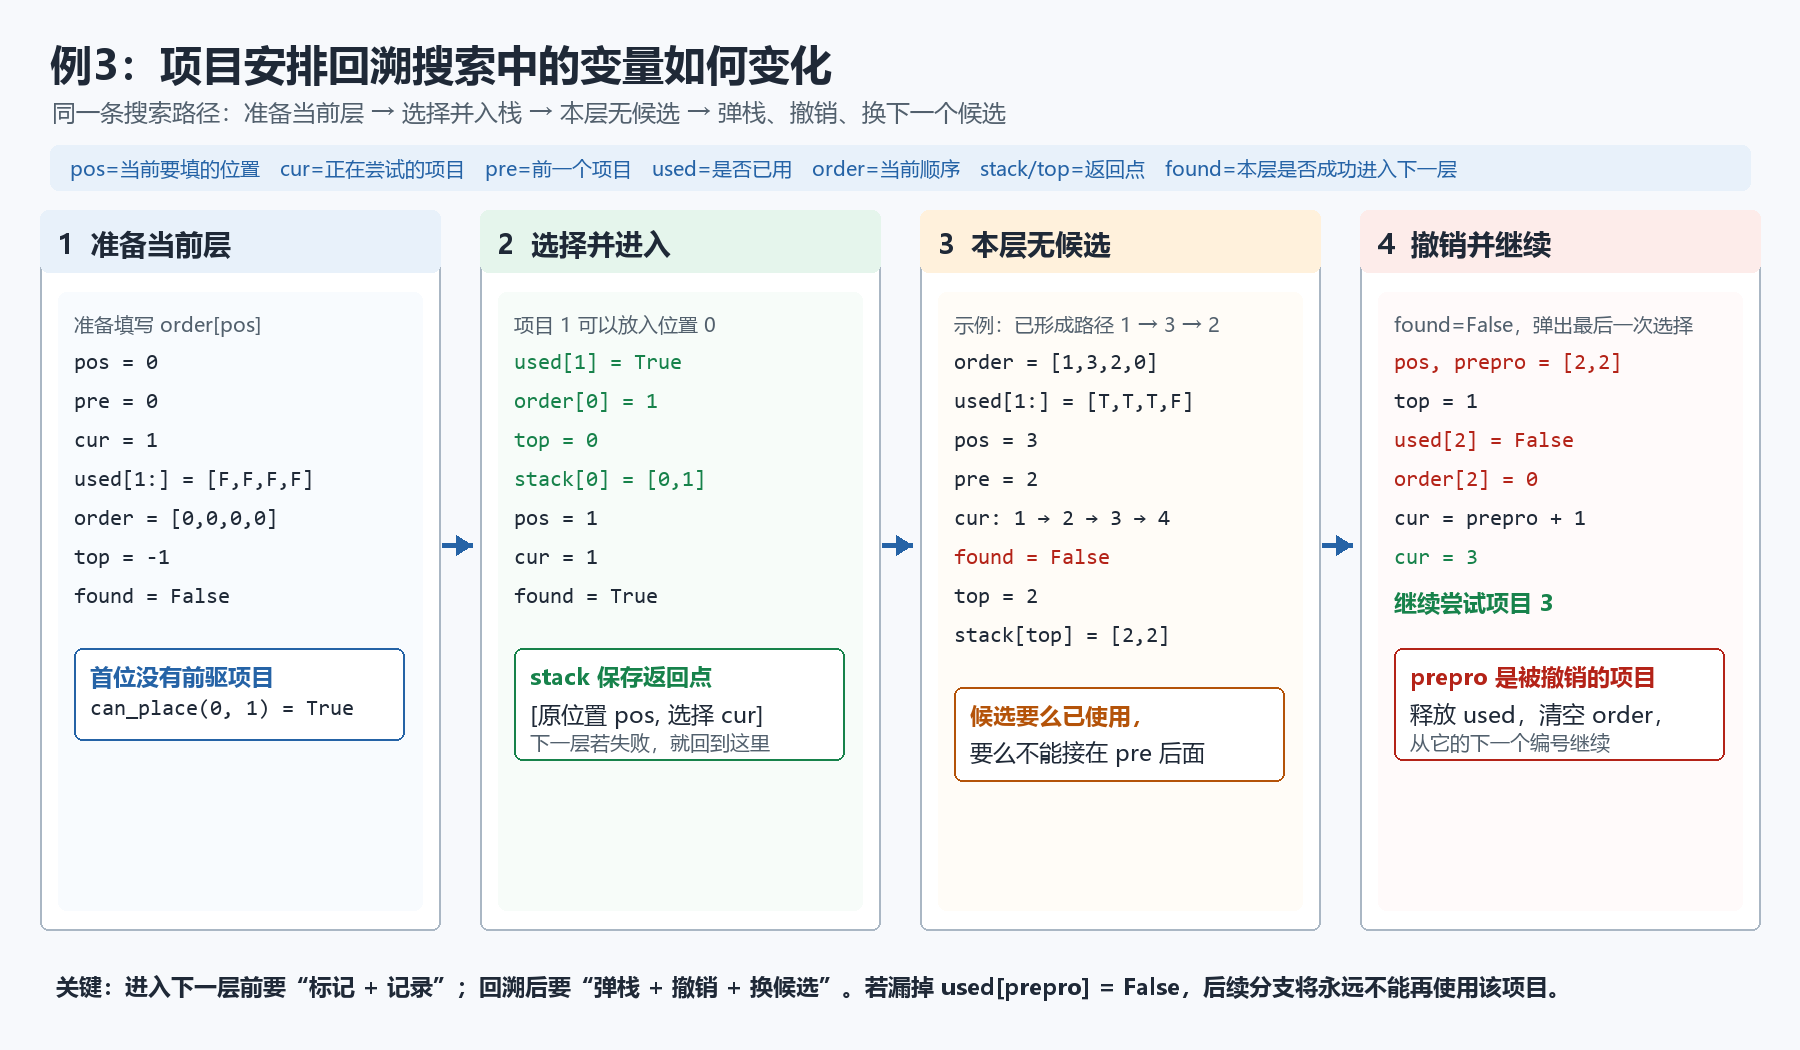 例3：项目安排回溯搜索中的变量如何变化
同一条搜索路径：准备当前层 → 选择并入栈 → 本层无候选 → 弹栈、撤销、换下一个候选
pos=当前要填的位置 cur=正在尝试的项目 pre=前一个项目 used=是否已用 order=当前顺序 stack/top=返回点 found=本层是否成功进入下一层
1 准备当前层
准备填写 order[pos]
pos = 0
pre = 0
cur = 1
used[1:] = [F,F,F,F]
order = [0,0,0,0]
top = -1
found = False
首位没有前驱项目
can_place(0, 1) = True
2 选择并进入
项目 1 可以放入位置 0
used[1] = True
order[0] = 1
top = 0
stack[0] = [0,1]
pos = 1
cur = 1
found = True
stack 保存返回点
[原位置 pos, 选择 cur]
下一层若失败，就回到这里
3 本层无候选
示例：已形成路径 1 → 3 → 2
order = [1,3,2,0]
used[1:] = [T,T,T,F]
pos = 3
pre = 2
cur: 1 → 2 → 3 → 4
found = False
top = 2
stack[top] = [2,2]
候选要么已使用，
要么不能接在 pre 后面
4 撤销并继续
found=False，弹出最后一次选择
pos, prepro = [2,2]
top = 1
used[2] = False
order[2] = 0
cur = prepro + 1
cur = 3
继续尝试项目 3
prepro 是被撤销的项目
释放 used，清空 order，
从它的下一个编号继续
关键：进入下一层前要“标记 + 记录”；回溯后要“弹栈 + 撤销 + 换候选”。若漏掉 used[prepro] = False，后续分支将永远不能再使用该项目。